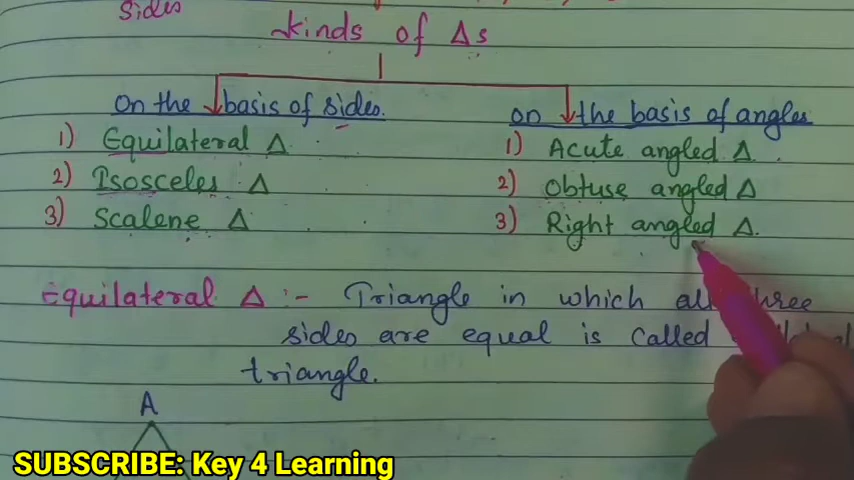 sides
kinds of Δs
On the basis of sides.
1) Equilateral Δ
2) Isosceles Δ
3) Scalene Δ
on the basis of angles
1) Acute angled Δ
2) Obtuse angled Δ
3) Right angled Δ.
Equilateral Δ :- Triangle in which all three
sides are equal is called
triangle.
A
SUBSCRIBE: Key 4 Learning